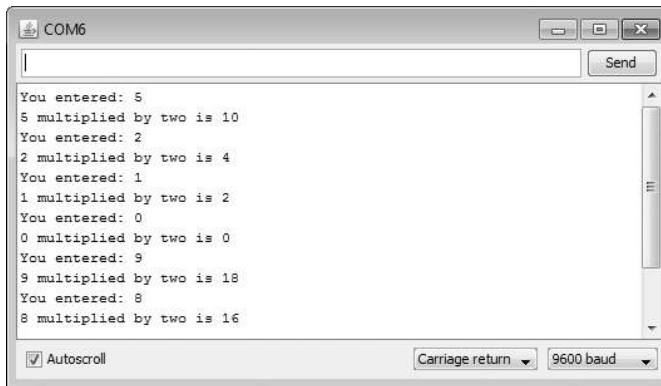 COM6
Send
You entered: 5
5 multiplied by two is 10
You entered: 2
2 multiplied by two is 4
You entered: 1
1 multiplied by two is 2
You entered: 0
0 multiplied by two is 0
You entered: 9
9 multiplied by two is 18
You entered: 8
8 multiplied by two is 16
Autoscroll Carriage return 9600 baud